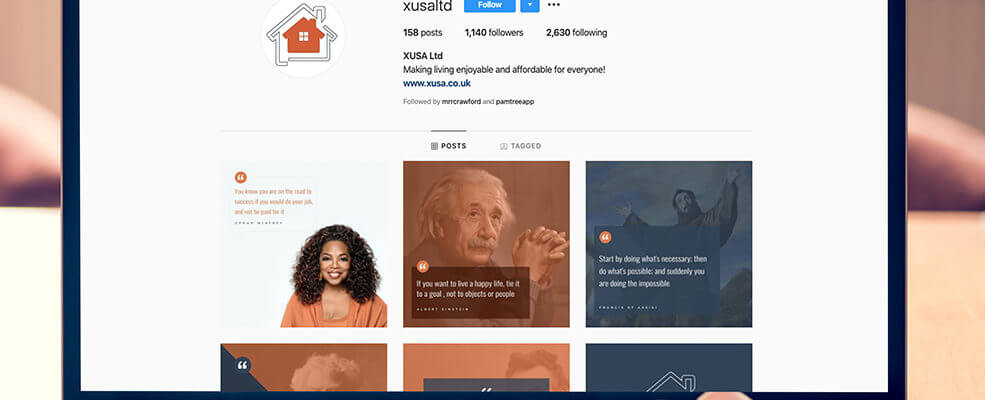 xusaltd Follow
158 posts 1,140 followers 2,630 following
XUSA Ltd
Making living enjoyable and affordable for everyone!
www.xusa.co.uk
Followed by mrrcrawford and pamtreeapp
POSTS TAGGED
You know you are on the road to
success if you would do your job,
and not be paid for it
OPRAH WINFREY
If you want to live a happy life, tie it
to a goal , not to objects or people
ALBERT EINSTEIN
Start by doing what's necessary; then
do what's possible; and suddenly you
are doing the impossible
FRANCIS OF ASSISI